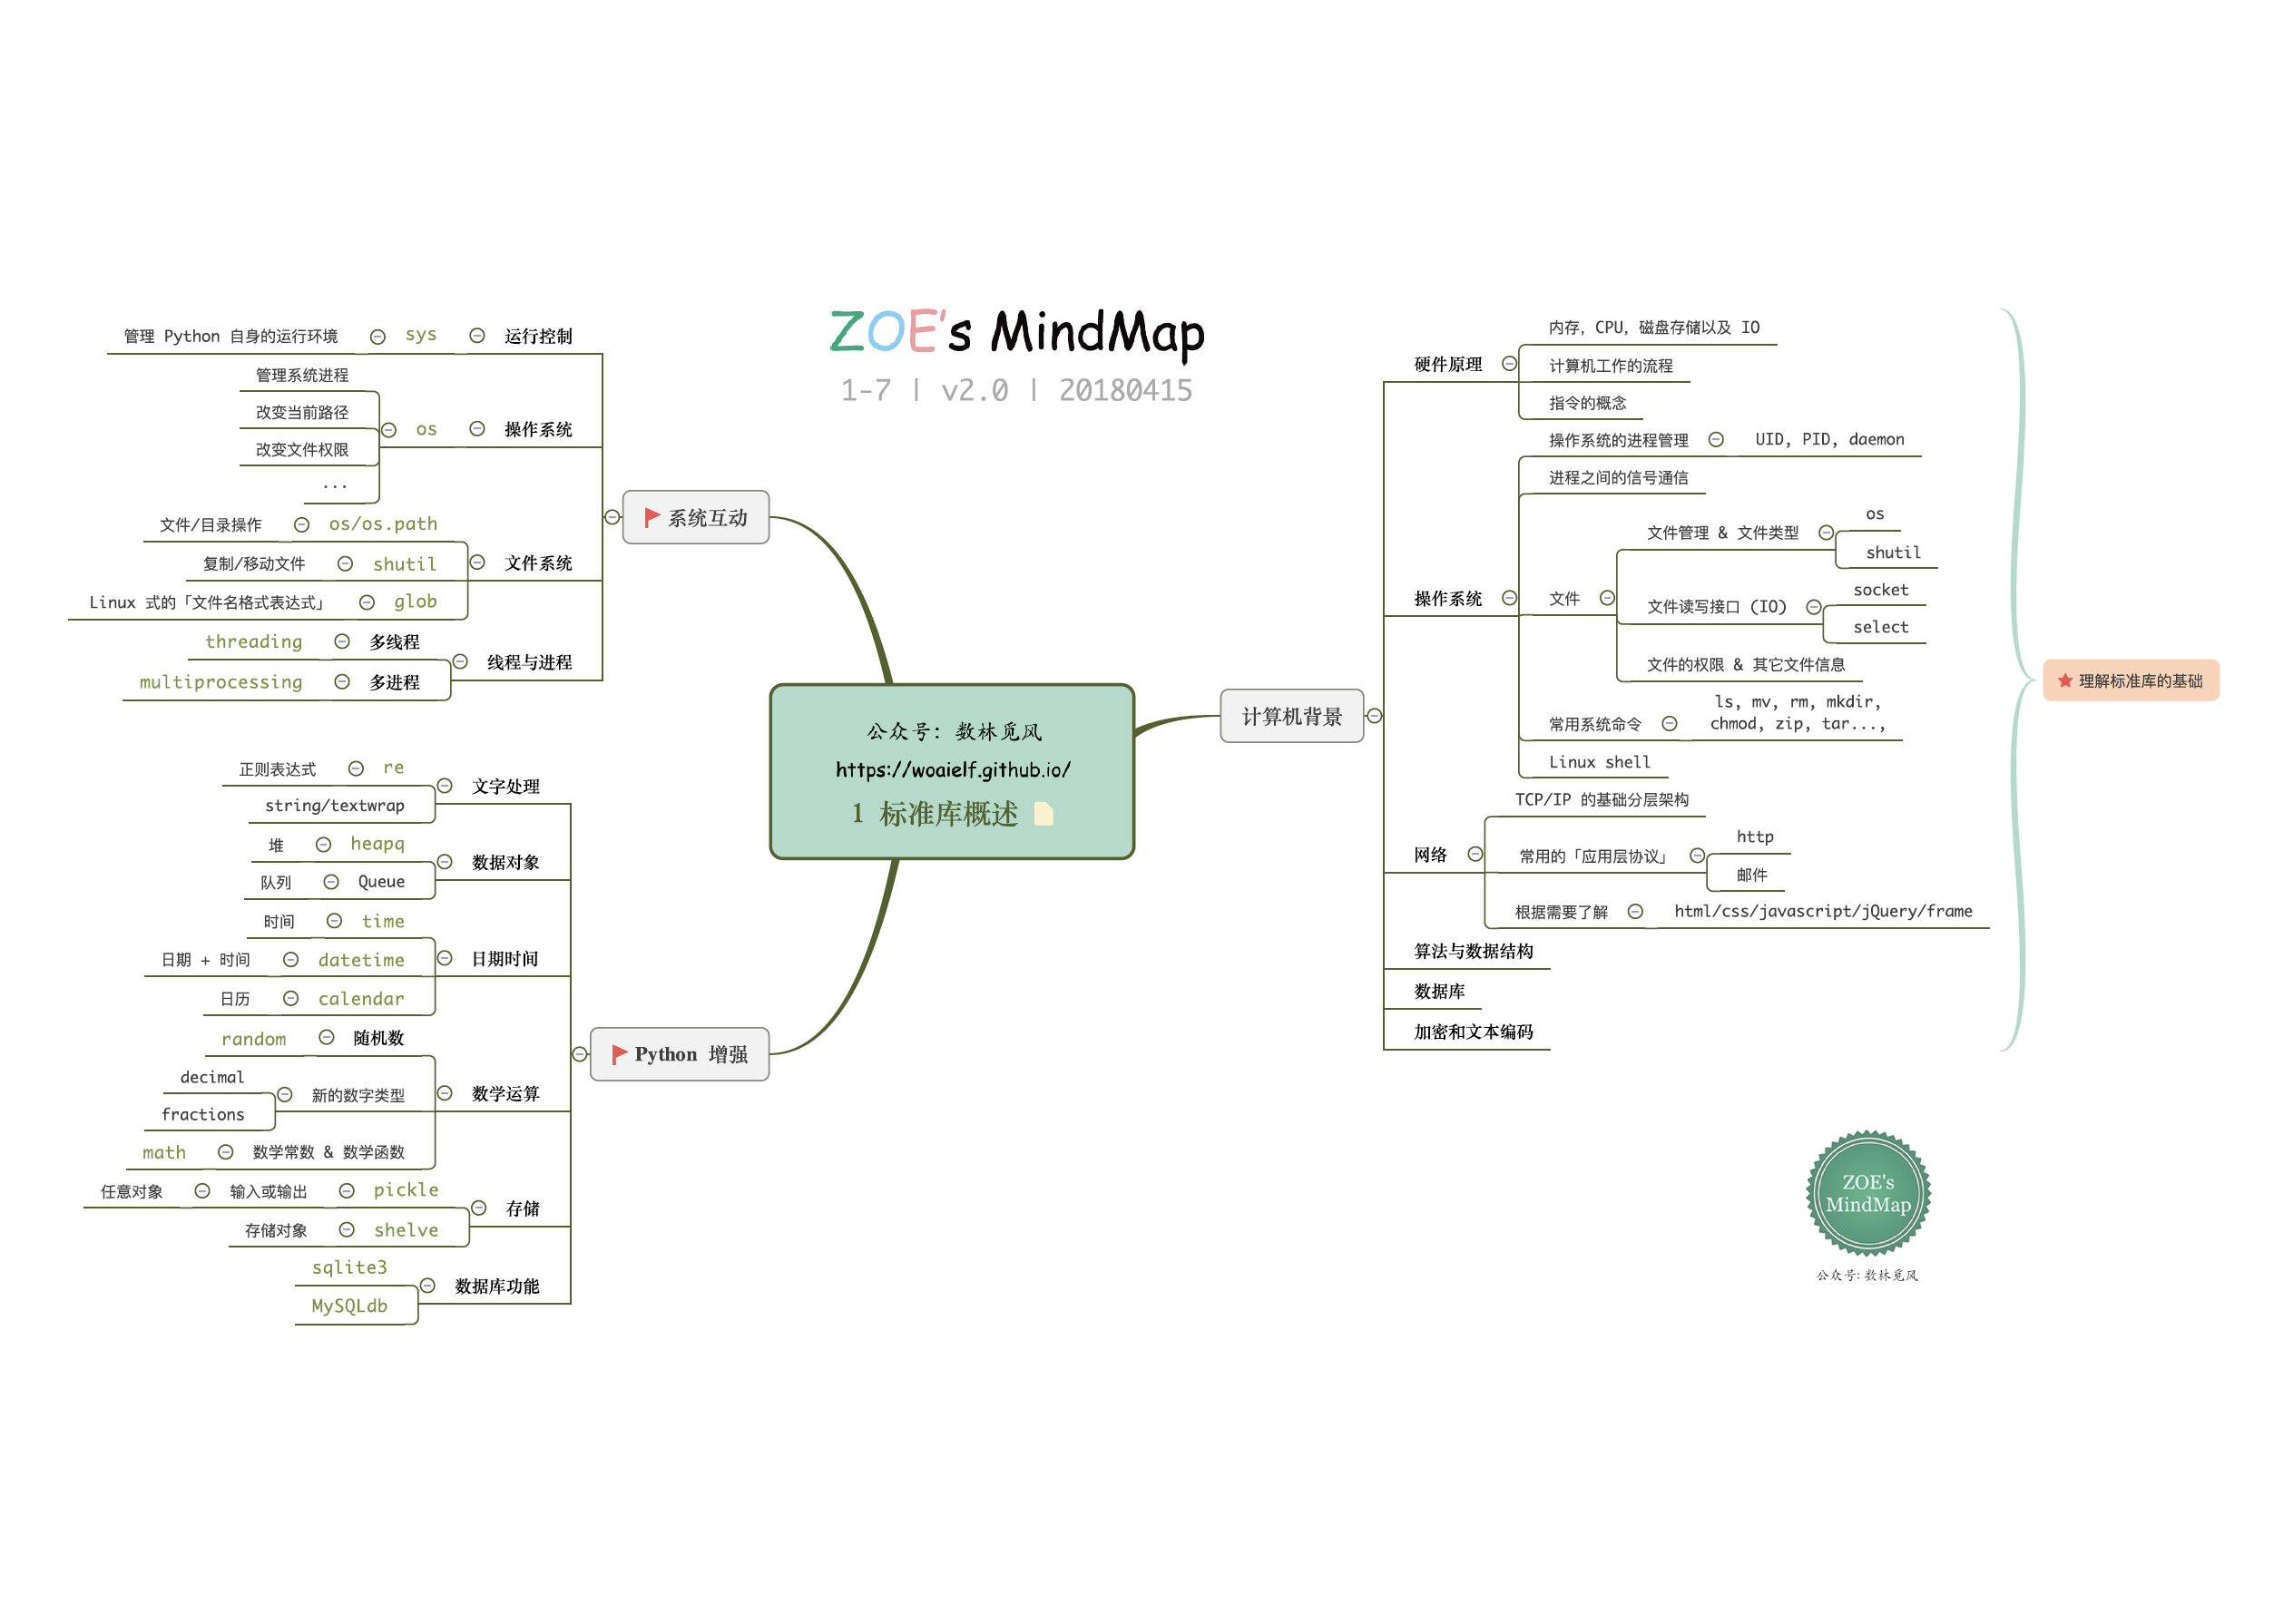 ZOE's MindMap
1-7 | v2.0 | 20180415
公众号：数林觅风
https://woaielf.github.io/
1 标准库概述
计算机背景
硬件原理
内存，CPU，磁盘存储以及 IO
计算机工作的流程
指令的概念
操作系统
操作系统的进程管理
UID, PID, daemon
进程之间的信号通信
文件
文件管理 & 文件类型
os
shutil
文件读写接口 (IO)
socket
select
文件的权限 & 其它文件信息
常用系统命令
ls, mv, rm, mkdir,
chmod, zip, tar...,
Linux shell
网络
TCP/IP 的基础分层架构
常用的「应用层协议」
http
邮件
根据需要了解
html/css/javascript/jQuery/frame
算法与数据结构
数据库
加密和文本编码
理解标准库的基础
系统互动
运行控制
sys
管理 Python 自身的运行环境
操作系统
os
管理系统进程
改变当前路径
改变文件权限
...
文件系统
os/os.path
文件/目录操作
shutil
复制/移动文件
glob
Linux 式的「文件名格式表达式」
线程与进程
多线程
threading
多进程
multiprocessing
Python 增强
文字处理
re
正则表达式
string/textwrap
数据对象
heapq
堆
Queue
队列
日期时间
time
时间
datetime
日期 + 时间
calendar
日历
数学运算
随机数
random
新的数字类型
decimal
fractions
数学常数 & 数学函数
math
存储
pickle
输入或输出
任意对象
shelve
存储对象
数据库功能
sqlite3
MySQLdb
ZOE's
MindMap
公众号：数林觅风